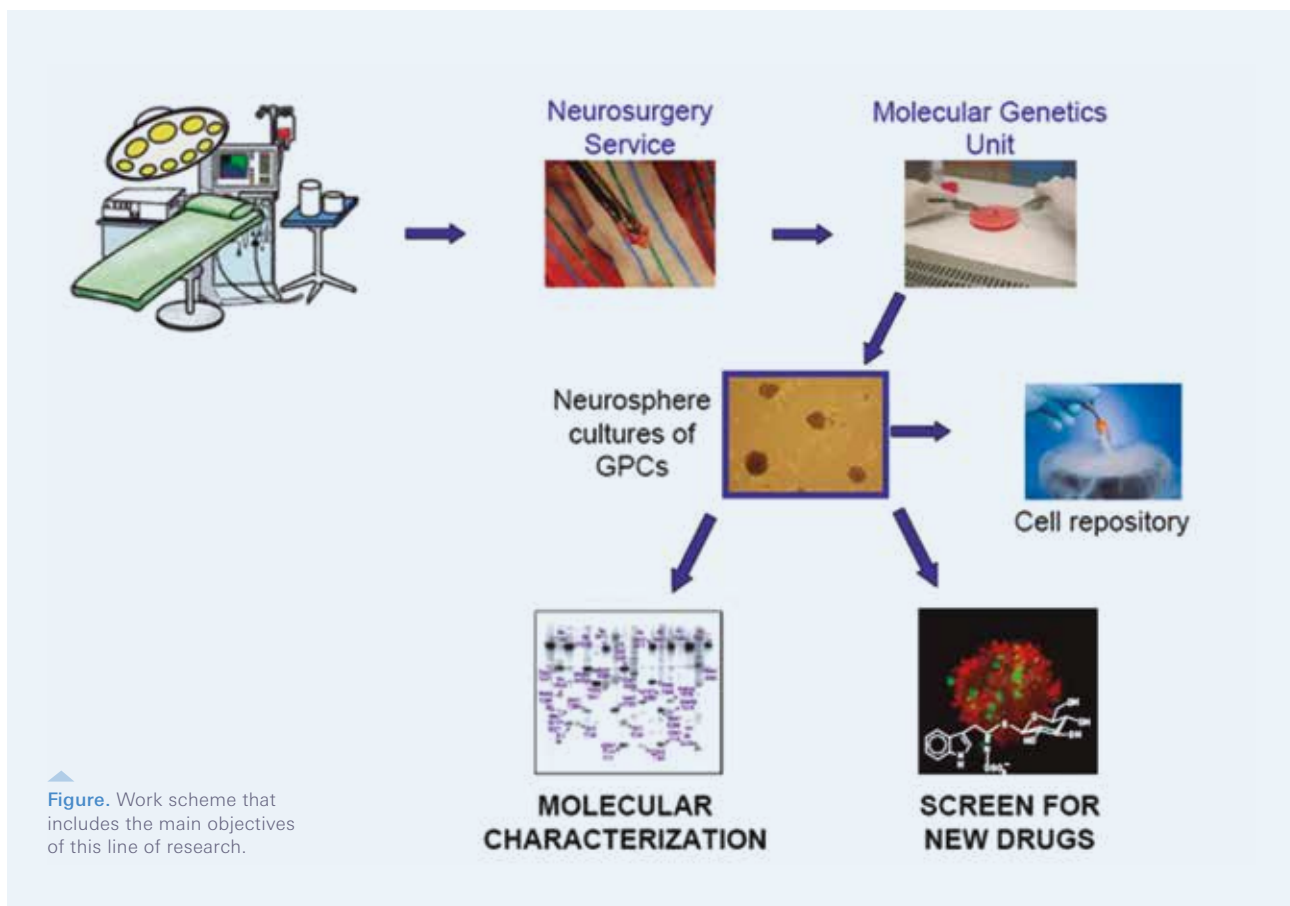 Neurosurgery
Service
Molecular Genetics
Unit
Neurosphere
cultures of
GPCs
Cell repository
MOLECULAR
CHARACTERIZATION
SCREEN FOR
NEW DRUGS
Figure. Work scheme that
includes the main objectives
of this line of research.